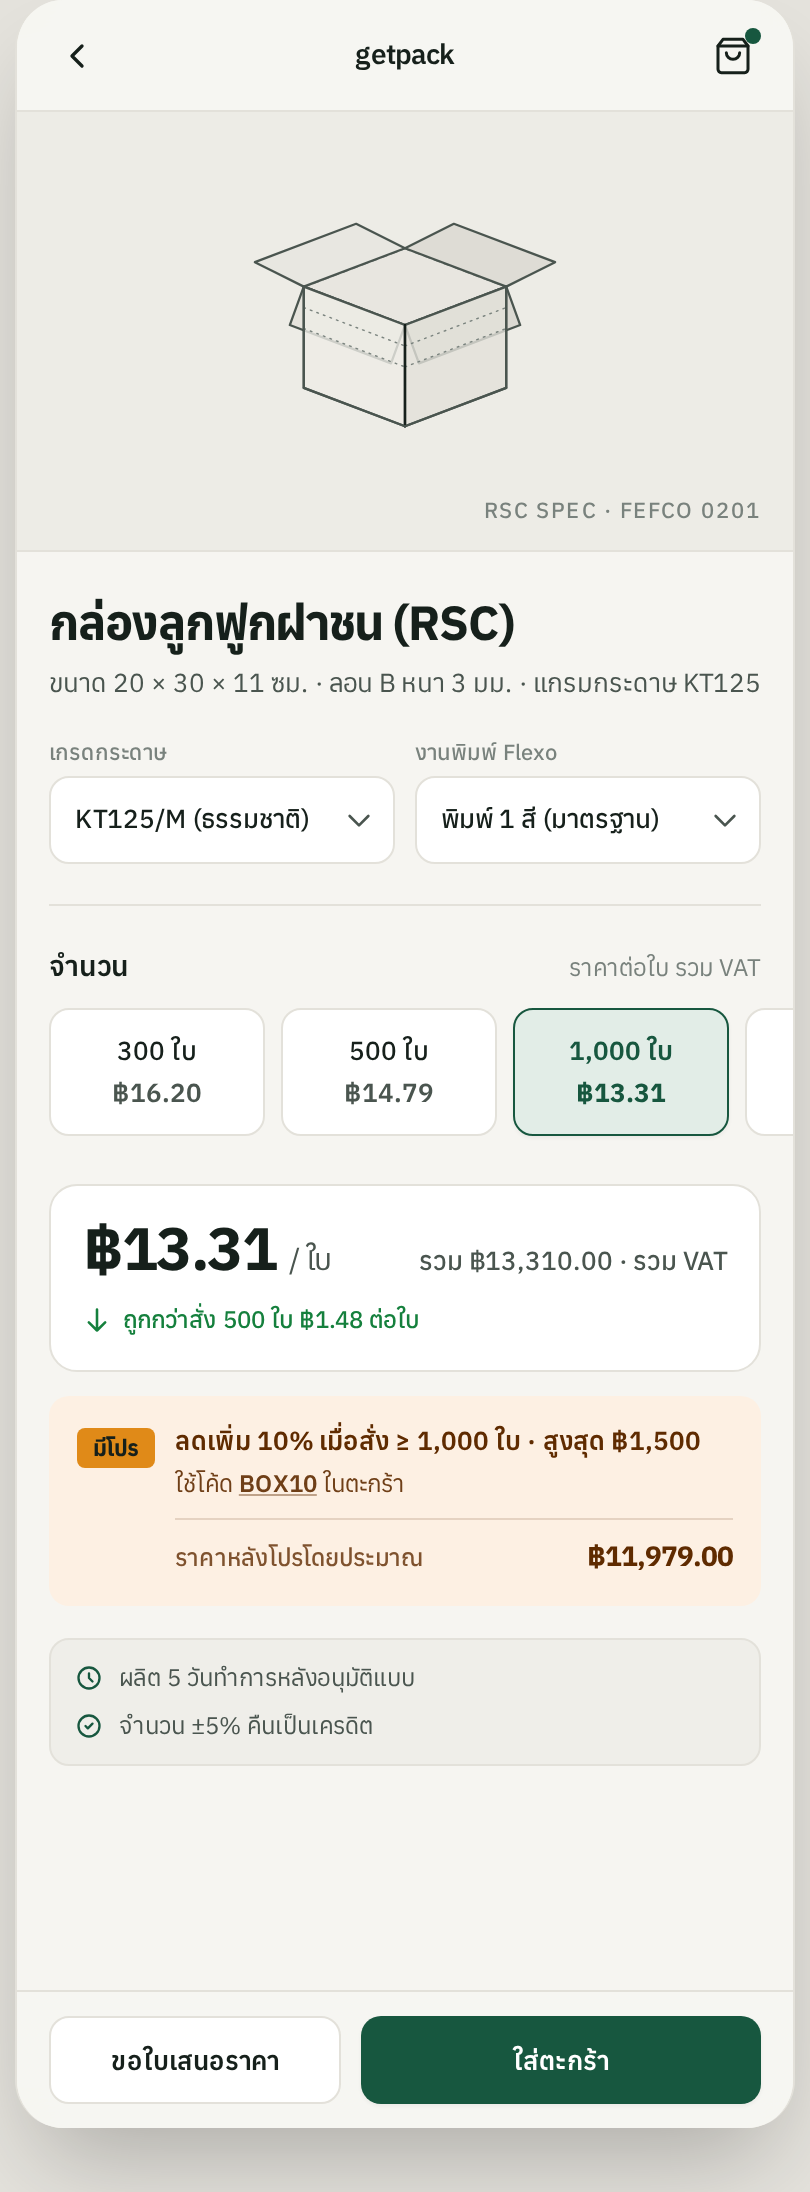 getpack
RSC SPEC · FEFCO 0201
กล่องลูกฟูกฝาชน (RSC)
ขนาด 20 × 30 × 11 ซม. · ลอน B หนา 3 มม. · แกรมกระดาษ KT125
เกรดกระดาษ
งานพิมพ์ Flexo
KT125/M (ธรรมชาติ)
พิมพ์ 1 สี (มาตรฐาน)
จำนวน
ราคาต่อใบ รวม VAT
300 ใบ
฿16.20
500 ใบ
฿14.79
1,000 ใบ
฿13.31
฿13.31 / ใบ
รวม ฿13,310.00 · รวม VAT
ถูกกว่าสั่ง 500 ใบ ฿1.48 ต่อใบ
มีโปร
ลดเพิ่ม 10% เมื่อสั่ง ≥ 1,000 ใบ · สูงสุด ฿1,500
ใช้โค้ด BOX10 ในตะกร้า
ราคาหลังโปรโดยประมาณ
฿11,979.00
ผลิต 5 วันทำการหลังอนุมัติแบบ
จำนวน ±5% คืนเป็นเครดิต
ขอใบเสนอราคา
ใส่ตะกร้า